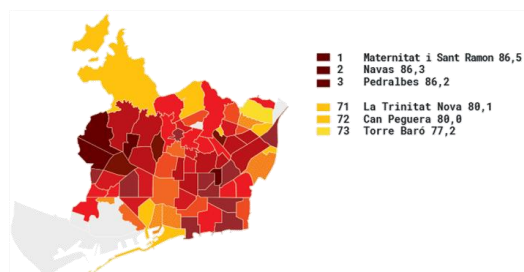 1 Maternitat i Sant Ramon 86,5
2 Navas 86,3
3 Pedralbes 86,2
71 La Trinitat Nova 80,1
72 Can Peguera 80,0
73 Torre Baró 77,2